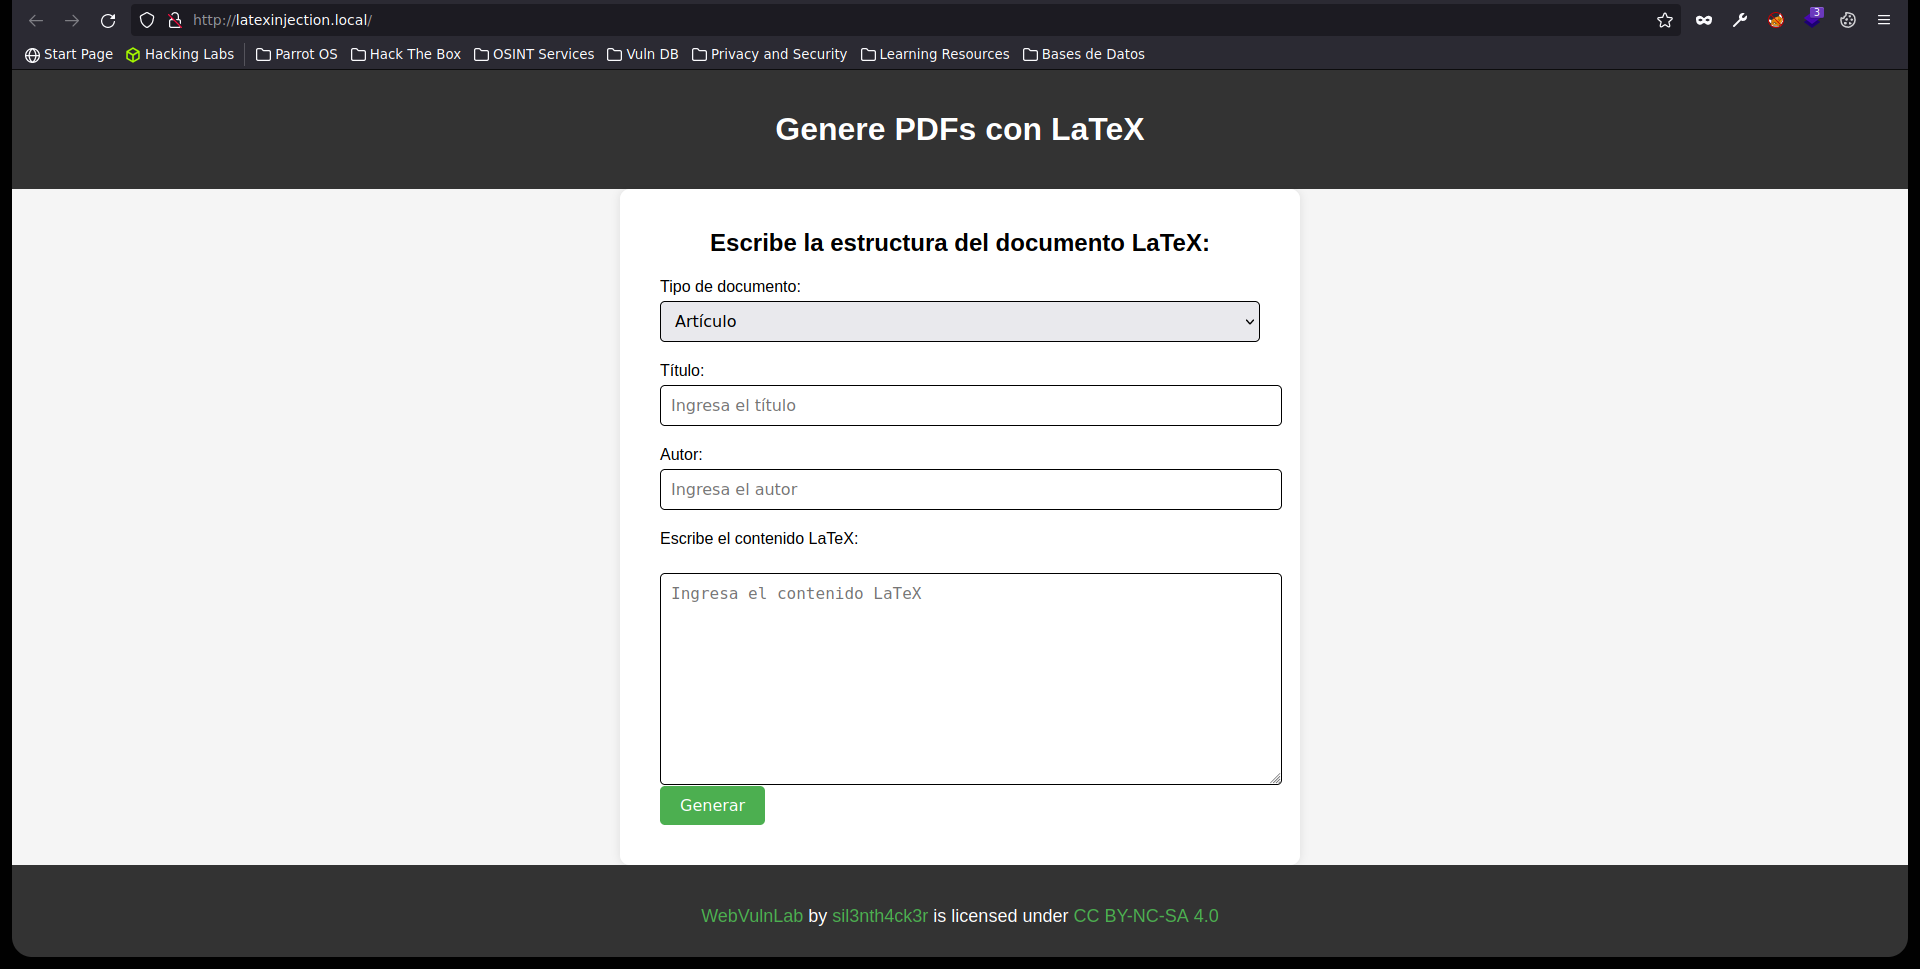 http://latexinjection.local/
3
Start Page Hacking Labs Parrot OS Hack The Box OSINT Services Vuln DB Privacy and Security Learning Resources Bases de Datos
Genere PDFs con LaTeX
Escribe la estructura del documento LaTeX:
Tipo de documento:
Artículo
Título:
Ingresa el título
Autor:
Ingresa el autor
Escribe el contenido LaTeX:
Ingresa el contenido LaTeX
Generar
WebVulnLab by sil3nth4ck3r is licensed under CC BY-NC-SA 4.0